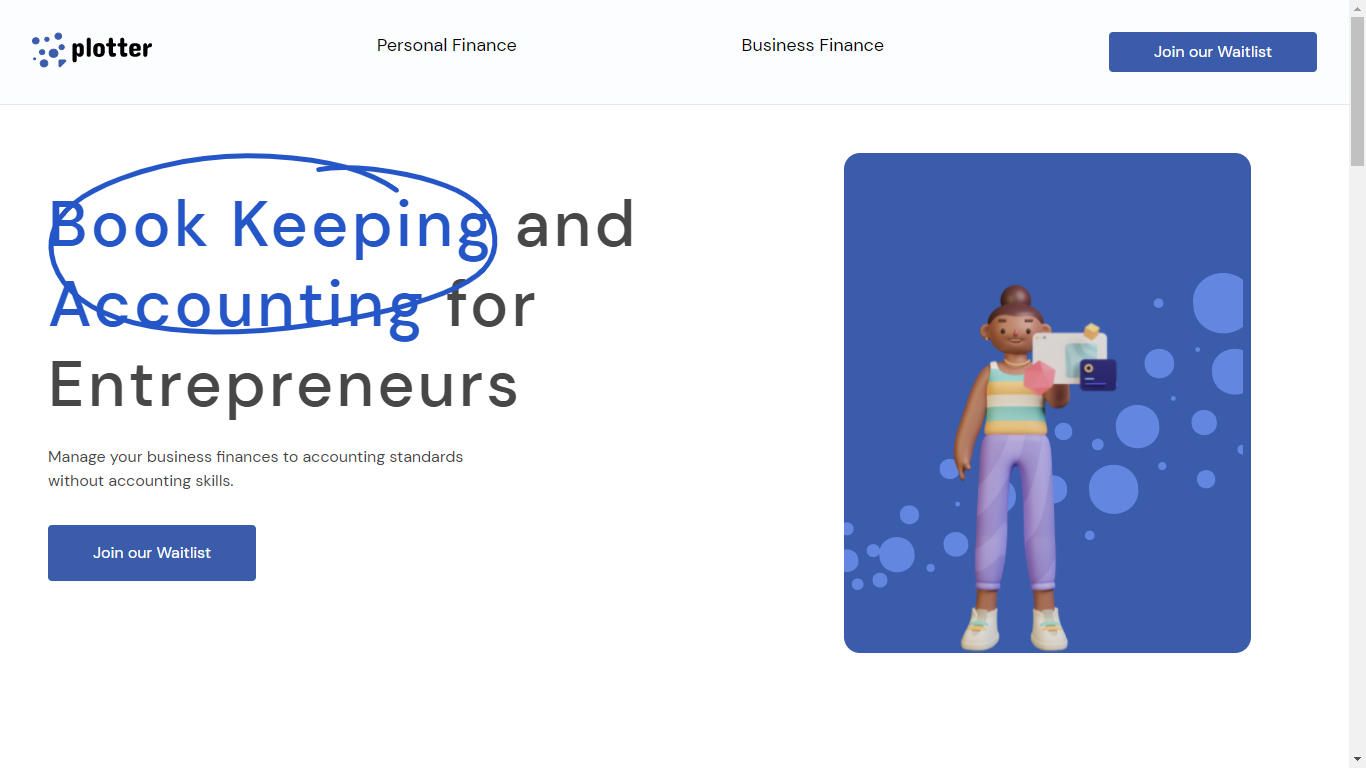 plotter
Personal Finance
Business Finance
Join our Waitlist
Book Keeping and
Accounting for
Entrepreneurs
Manage your business finances to accounting standards
without accounting skills.
Join our Waitlist